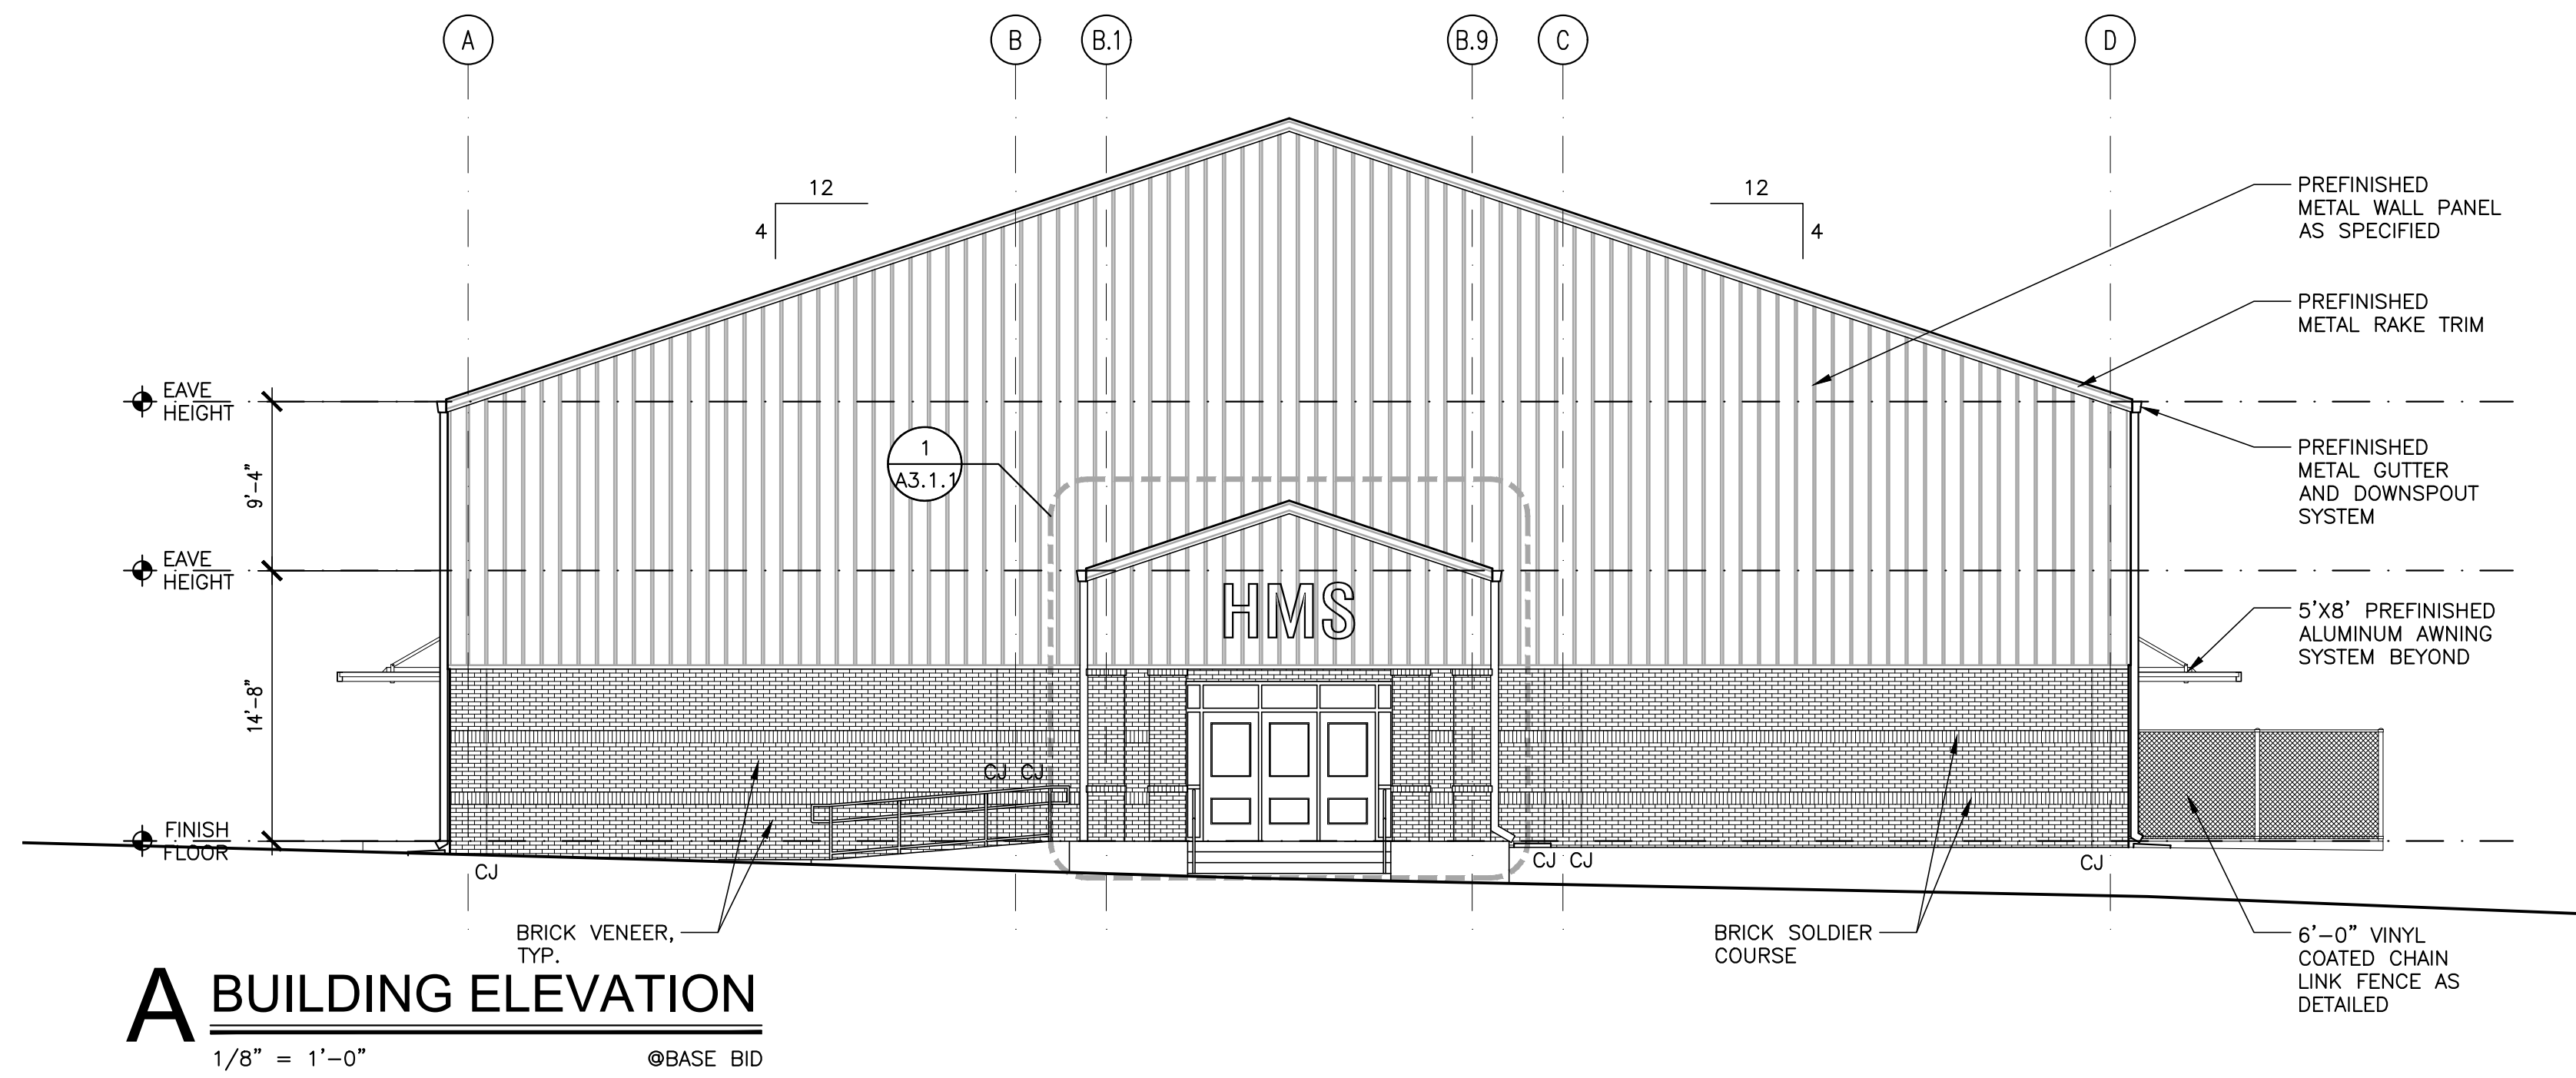 A
B
B.1
B.9
C
D
12
4
12
4
PREFINISHED
METAL WALL PANEL
AS SPECIFIED
PREFINISHED
METAL RAKE TRIM
EAVE
HEIGHT
9'-4"
1
A3.1.1
PREFINISHED
METAL GUTTER
AND DOWNSPOUT
SYSTEM
EAVE
HEIGHT
HMS
5'X8' PREFINISHED
ALUMINUM AWNING
SYSTEM BEYOND
14'-8"
CJ CJ
FINISH
FLOOR
CJ
CJ CJ
CJ
BRICK VENEER,
TYP.
BRICK SOLDIER
COURSE
6'-0" VINYL
COATED CHAIN
LINK FENCE AS
DETAILED
A BUILDING ELEVATION
1/8" = 1'-0" @BASE BID